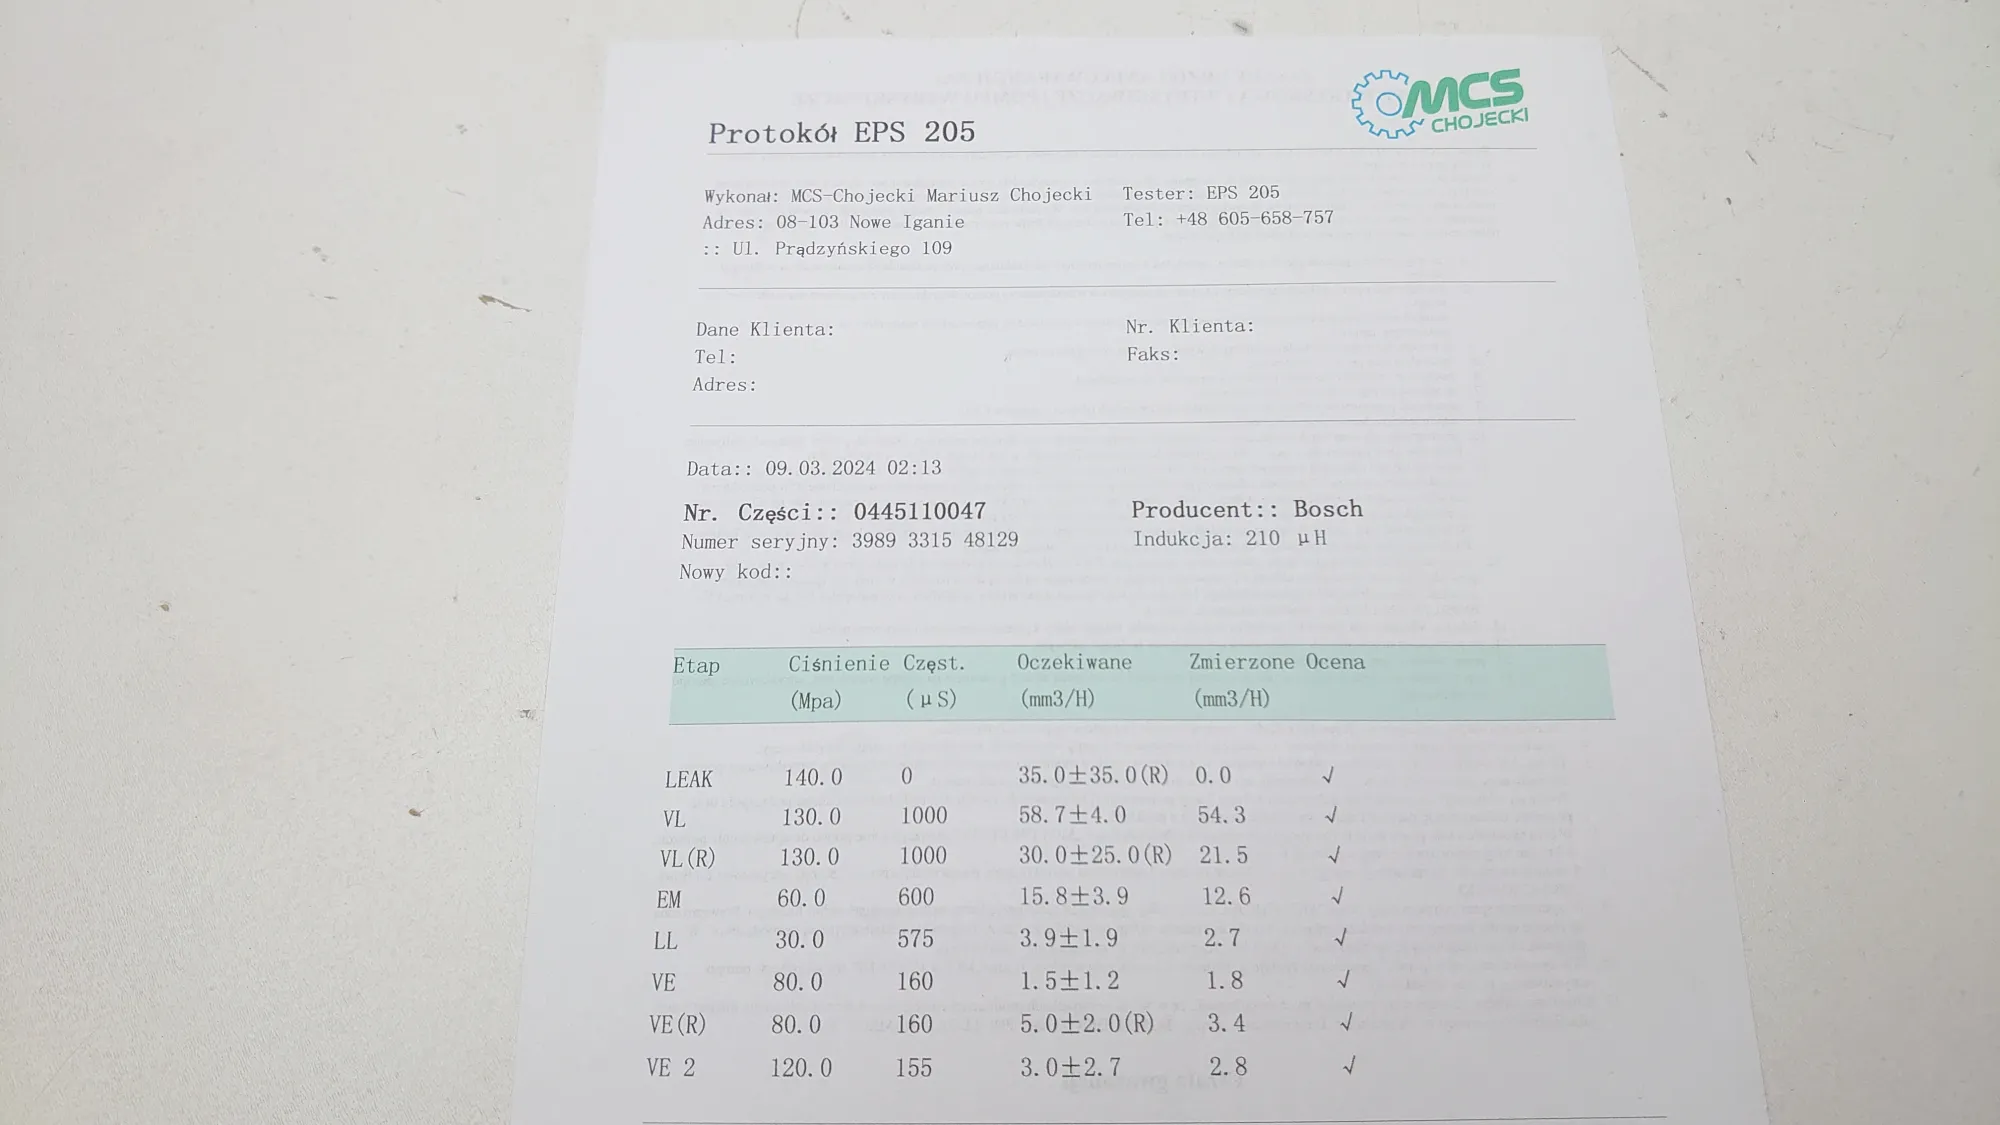 MCS
CHOJECKI
Protokół EPS 205
Wykonał: MCS-Chojecki Mariusz Chojecki Tester: EPS 205
Adres: 08-103 Nowe Iganie Tel: +48 605-658-757
:: Ul. Prądzyńskiego 109
Dane Klienta: Nr. Klienta:
Tel: Faks:
Adres:
Data:: 09.03.2024 02:13
Nr. Części:: 0445110047 Producent:: Bosch
Numer seryjny: 3989 3315 48129 Indukcja: 210 μH
Nowy kod::
Etap Ciśnienie Częst. Oczekiwane Zmierzone Ocena
(Mpa) (μS) (mm3/H) (mm3/H)
LEAK 140.0 0 35.0±35.0(R) 0.0 √
VL 130.0 1000 58.7±4.0 54.3 √
VL(R) 130.0 1000 30.0±25.0(R) 21.5 √
EM 60.0 600 15.8±3.9 12.6 √
LL 30.0 575 3.9±1.9 2.7 √
VE 80.0 160 1.5±1.2 1.8 √
VE(R) 80.0 160 5.0±2.0(R) 3.4 √
VE 2 120.0 155 3.0±2.7 2.8 √